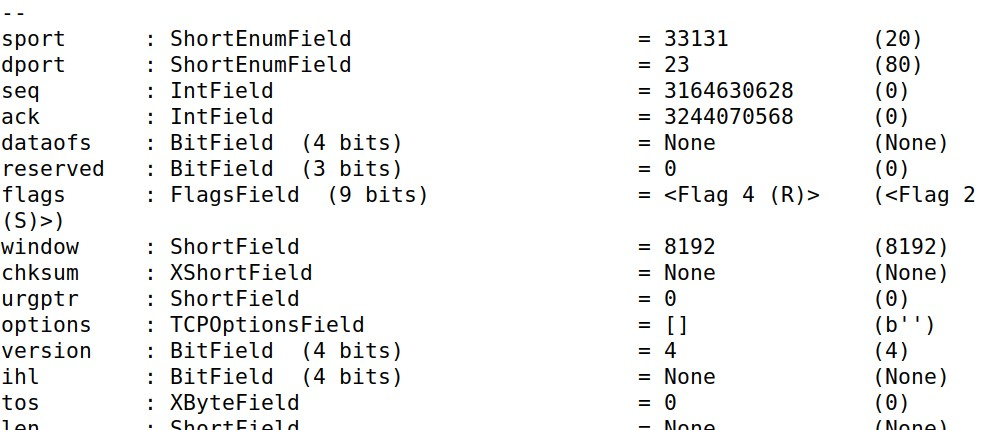 --
sport      : ShortEnumField                      = 33131           (20)
dport      : ShortEnumField                      = 23              (80)
seq        : IntField                            = 3164630628      (0)
ack        : IntField                            = 3244070568      (0)
dataofs    : BitField  (4 bits)                  = None            (None)
reserved   : BitField  (3 bits)                  = 0               (0)
flags      : FlagsField  (9 bits)                = <Flag 4 (R)>    (<Flag 2
(S)>)
window     : ShortField                          = 8192            (8192)
chksum     : XShortField                         = None            (None)
urgptr     : ShortField                          = 0               (0)
options    : TCPOptionsField                     = []              (b'')
version    : BitField  (4 bits)                  = 4               (4)
ihl        : BitField  (4 bits)                  = None            (None)
tos        : XByteField                          = 0               (0)
len        : ShortField                          = None            (None)